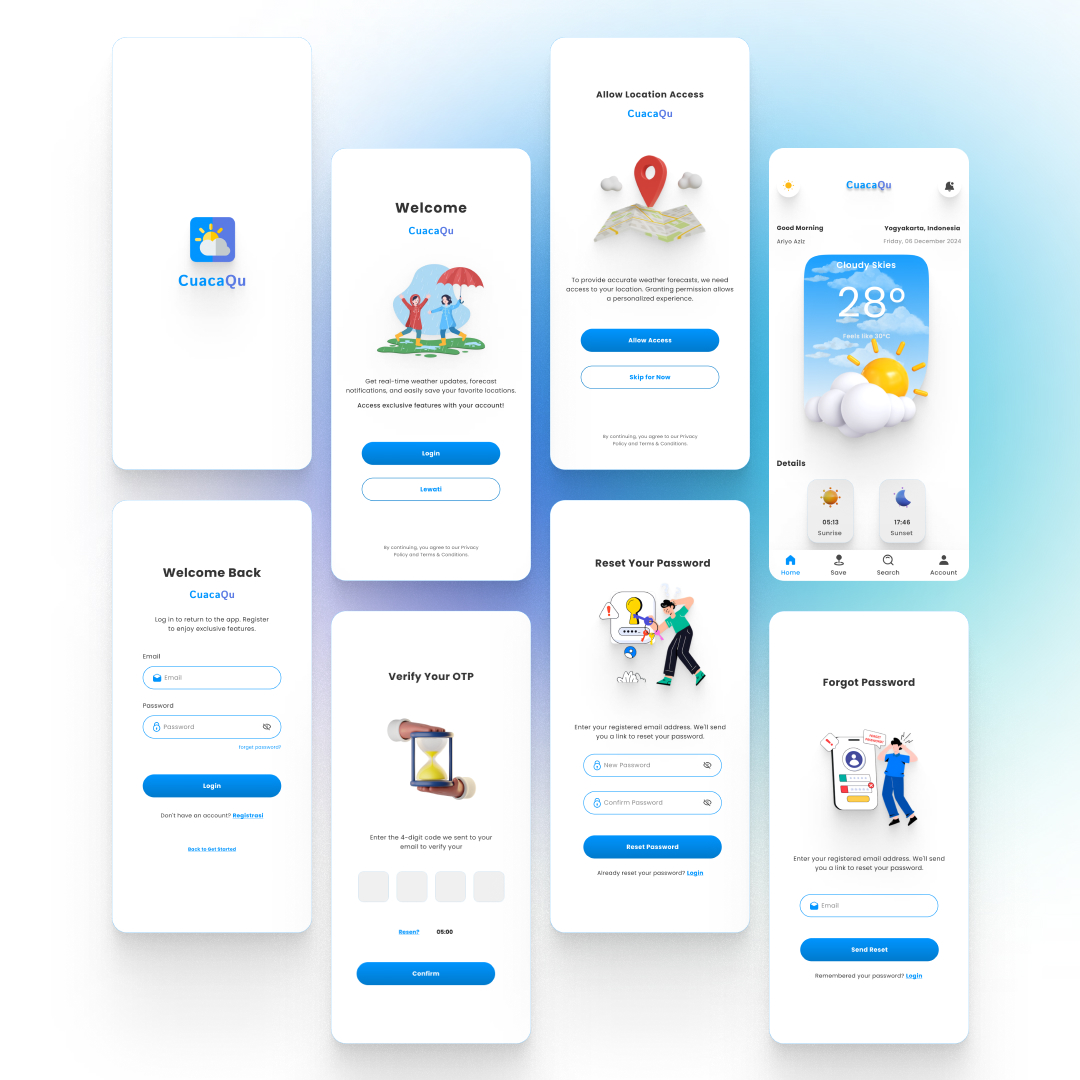 CuacaQu
Welcome
CuacaQu
Get real-time weather updates, forecast
notifications, and easily save your favorite locations.
Access exclusive features with your account!
Login
Lewati
By continuing, you agree to our Privacy
Policy and Terms & Conditions.
Allow Location Access
CuacaQu
To provide accurate weather forecasts, we need
access to your location. Granting permission allows
a personalized experience.
Allow Access
Skip for Now
By continuing, you agree to our Privacy
Policy and Terms & Conditions.
CuacaQu
Good Morning
Yogyakarta, Indonesia
Ariyo Aziz
Friday, 06 December 2024
Cloudy Skies
28°
Feels like 30°C
Details
05:13
Sunrise
17:46
Sunset
Home
Save
Search
Account
Welcome Back
CuacaQu
Log in to return to the app. Register
to enjoy exclusive features.
Email
Email
Password
Password
forget password?
Login
Don't have an account? Registrasi
Back to Get Started
Verify Your OTP
Enter the 4-digit code we sent to your
email to verify your
Resen?
05:00
Confirm
Reset Your Password
Enter your registered email address. We'll send
you a link to reset your password.
New Password
Confirm Password
Reset Password
Already reset your password? Login
Forgot Password
Enter your registered email address. We'll send
you a link to reset your password.
Email
Send Reset
Remembered your password? Login